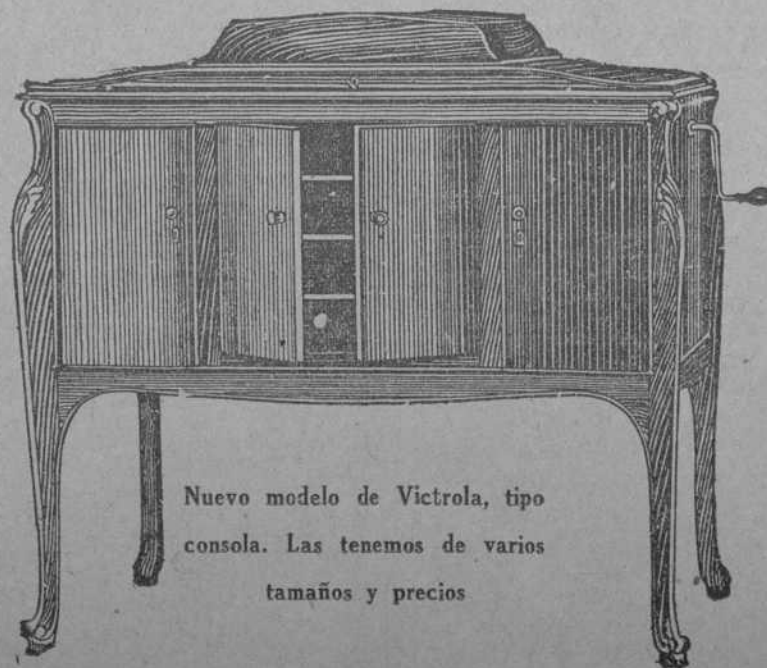 Nuevo modelo de Victrola, tipo
consola. Las tenemos de varios
tamaños y precios